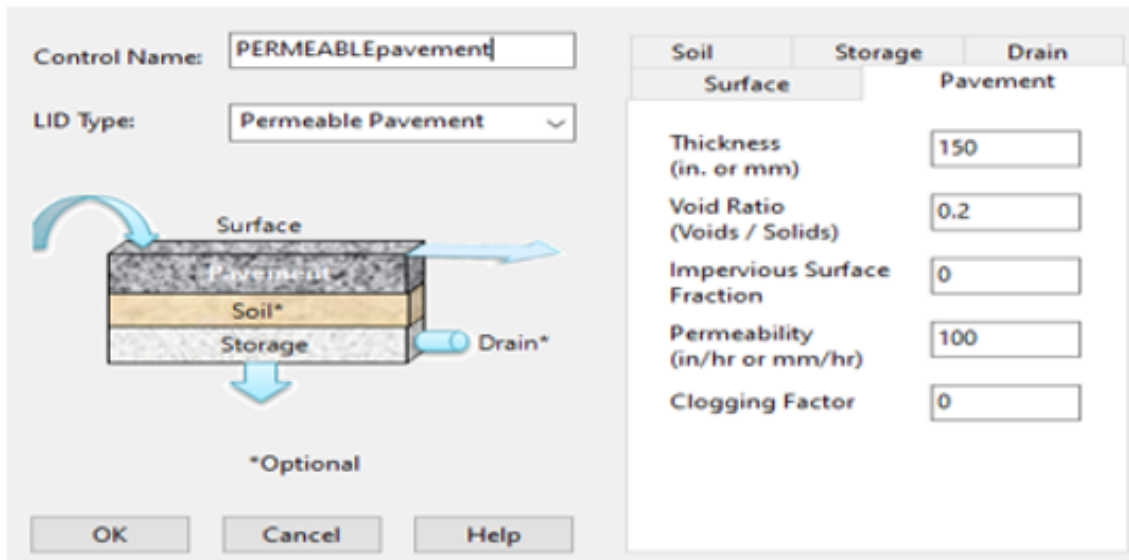 Control Name: PERMEABLEpavement
LID Type: Permeable Pavement
Surface
Pavement
Soil*
Storage
Drain*
*Optional
OK Cancel Help
Soil Storage Drain
Surface Pavement
Thickness
(in. or mm) 150
Void Ratio
(Voids / Solids) 0.2
Impervious Surface
Fraction 0
Permeability
(in/hr or mm/hr) 100
Clogging Factor 0